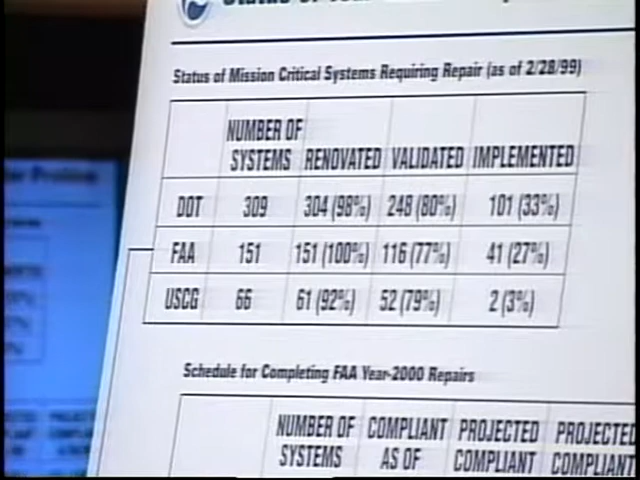 Status of Mission Critical Systems Requiring Repair (as of 2/28/99)
NUMBER OF SYSTEMS RENOVATED VALIDATED IMPLEMENTED
DOT 309 304 (98%) 248 (80%) 101 (33%)
FAA 151 151 (100%) 116 (77%) 41 (27%)
USCG 66 61 (92%) 52 (79%) 2 (3%)
Schedule for Completing FAA Year-2000 Repairs
NUMBER OF COMPLIANT PROJECTED PROJECTED
SYSTEMS AS OF COMPLIANT COMPLIANT